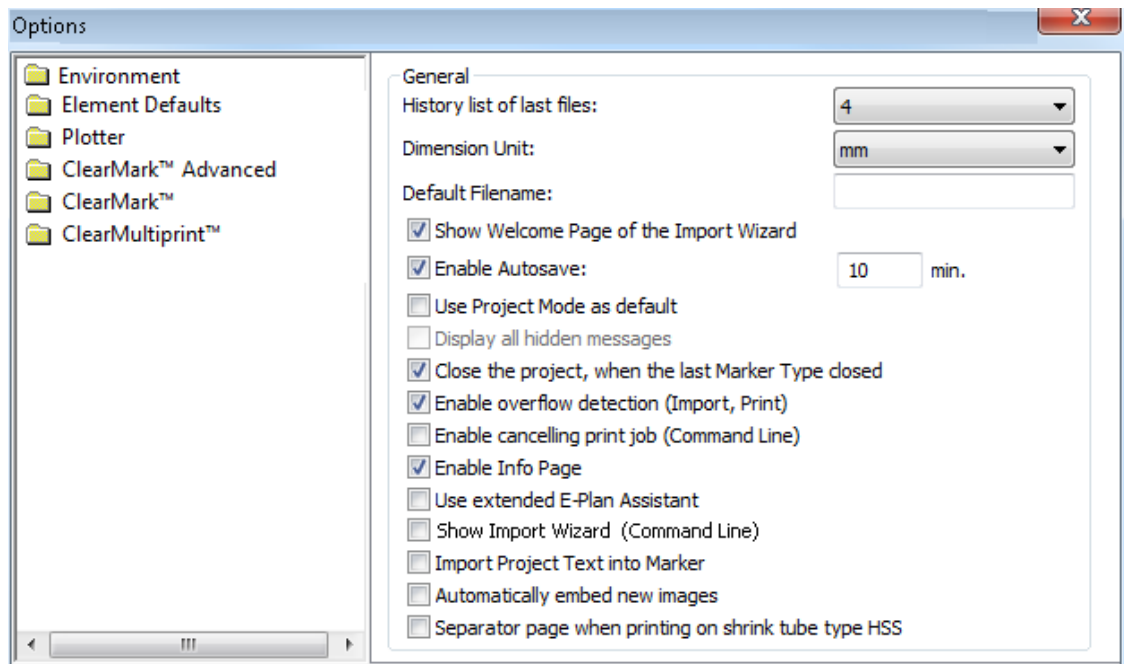 Options
X
Environment
Element Defaults
Plotter
ClearMark™ Advanced
ClearMark™
ClearMultiprint™
General
History list of last files: 4
Dimension Unit: mm
Default Filename:
Show Welcome Page of the Import Wizard
Enable Autosave: 10 min.
Use Project Mode as default
Display all hidden messages
Close the project, when the last Marker Type closed
Enable overflow detection (Import, Print)
Enable cancelling print job (Command Line)
Enable Info Page
Use extended E-Plan Assistant
Show Import Wizard (Command Line)
Import Project Text into Marker
Automatically embed new images
Separator page when printing on shrink tube type HSS